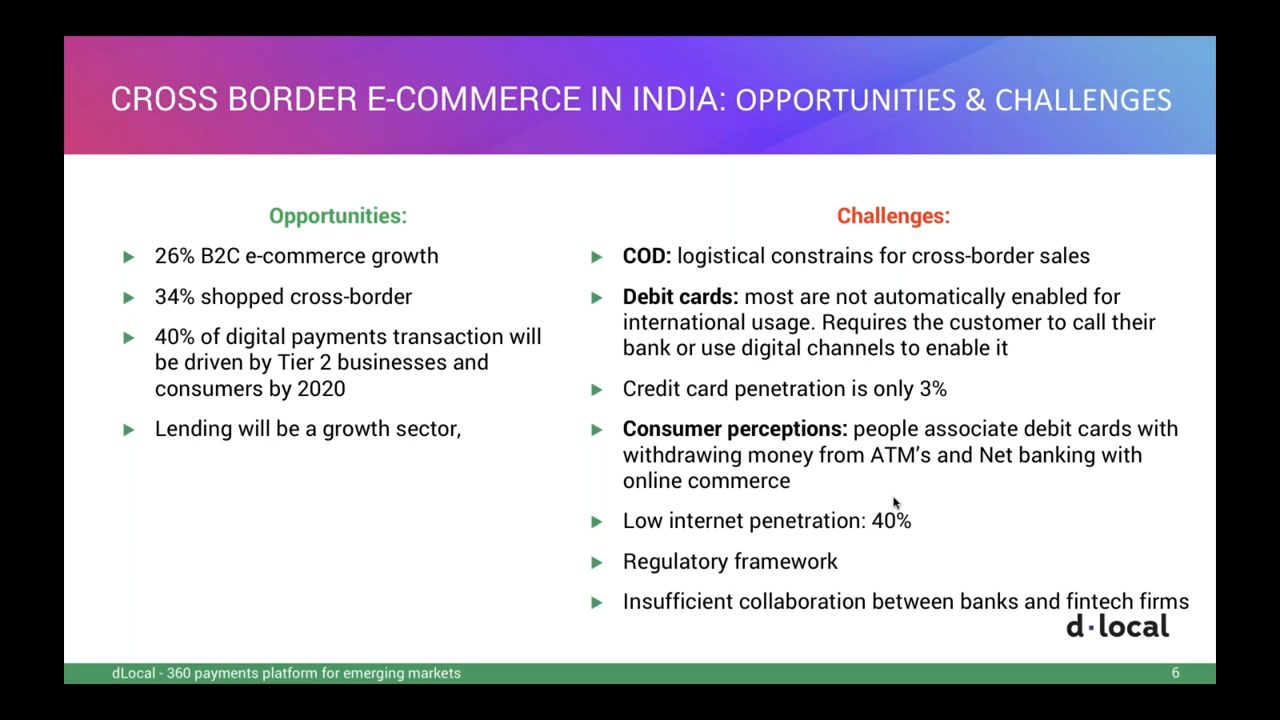 CROSS BORDER E-COMMERCE IN INDIA: OPPORTUNITIES & CHALLENGES
Opportunities:
26% B2C e-commerce growth
34% shopped cross-border
40% of digital payments transaction will
be driven by Tier 2 businesses and
consumers by 2020
Lending will be a growth sector,
Challenges:
COD: logistical constrains for cross-border sales
Debit cards: most are not automatically enabled for
international usage. Requires the customer to call their
bank or use digital channels to enable it
Credit card penetration is only 3%
Consumer perceptions: people associate debit cards with
withdrawing money from ATM's and Net banking with
online commerce
Low internet penetration: 40%
Regulatory framework
Insufficient collaboration between banks and fintech firms
d·local
dLocal - 360 payments platform for emerging markets
6